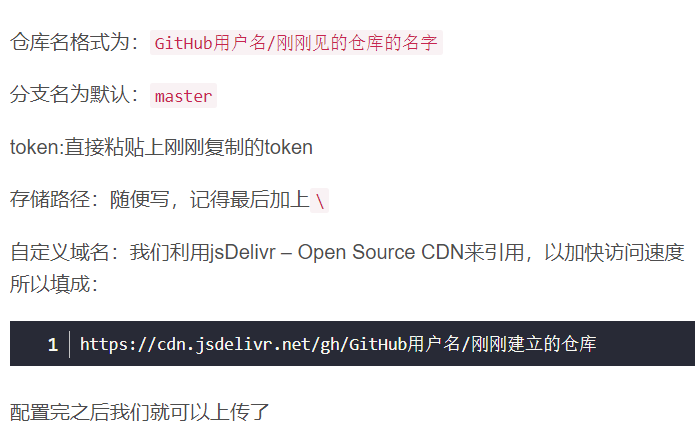 仓库名格式为：GitHub用户名/刚刚见的仓库的名字
分支名为默认：master
token:直接粘贴上刚刚复制的token
存储路径：随便写，记得最后加上\
自定义域名：我们利用jsDelivr – Open Source CDN来引用，以加快访问速度
所以填成：
1 https://cdn.jsdelivr.net/gh/GitHub用户名/刚刚建立的仓库
配置完之后我们就可以上传了